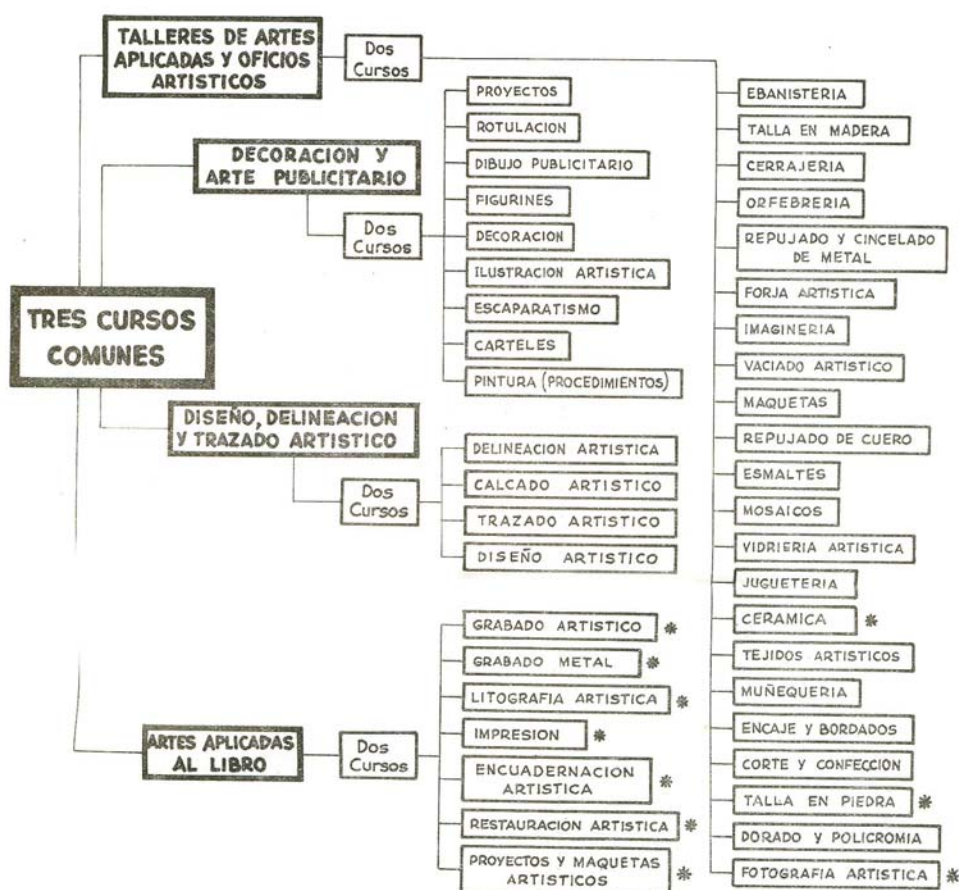 TALLERES DE ARTES
APLICADAS Y OFICIOS
ARTISTICOS
Dos
Cursos
EBANISTERIA
TALLA EN MADERA
CERRAJERIA
ORFEBRERIA
REPUJADO Y CINCELADO
DE METAL
FORJA ARTISTICA
IMAGINERIA
VACIADO ARTISTICO
MAQUETAS
REPUJADO DE CUERO
ESMALTES
MOSAICOS
VIDRIERIA ARTISTICA
JUGUETERIA
CERAMICA *
TEJIDOS ARTISTICOS
MUÑEQUERIA
ENCAJE Y BORDADOS
CORTE Y CONFECCION
TALLA EN PIEDRA *
DORADO Y POLICROMIA
FOTOGRAFIA ARTISTICA *
DECORACION Y
ARTE PUBLICITARIO
Dos
Cursos
PROYECTOS
ROTULACION
DIBUJO PUBLICITARIO
FIGURINES
DECORACION
ILUSTRACION ARTISTICA
ESCAPARATISMO
CARTELES
PINTURA (PROCEDIMIENTOS)
TRES CURSOS
COMUNES
DISEÑO, DELINEACION
Y TRAZADO ARTISTICO
Dos
Cursos
DELINEACION ARTISTICA
CALCADO ARTISTICO
TRAZADO ARTISTICO
DISEÑO ARTISTICO
ARTES APLICADAS
AL LIBRO
Dos
Cursos
GRABADO ARTISTICO *
GRABADO METAL *
LITOGRAFIA ARTISTICA *
IMPRESION *
ENCUADERNACION
ARTISTICA *
RESTAURACION ARTISTICA *
PROYECTOS Y MAQUETAS
ARTISTICOS *